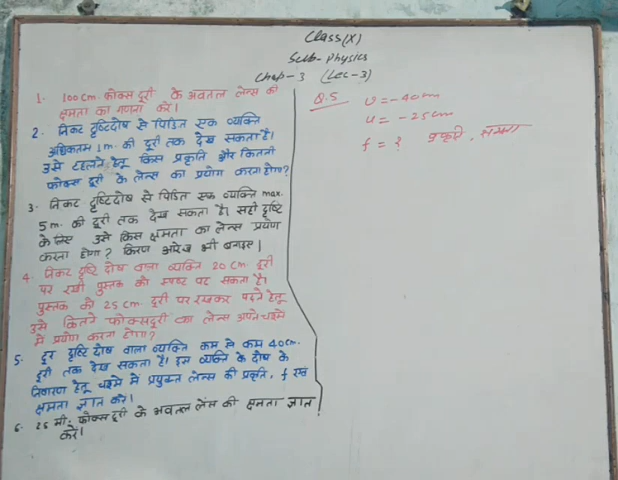 Class(X)
Sub- Physics
Chap-3 (Lec-3)
1. 100cm. फोकस दूरी के अवतल लेन्स की
क्षमता का गणना करें।
2. निकट दृष्टिदोष से पिडित एक व्यक्ति
अधिकतम 1m. की दूरी तक देख सकता है।
उसे टहलने हेतू किस प्रकृति और कितनी
फोकस दूरी के लेन्स का प्रयोग करना होगा?
3. निकट दृष्टिदोष से पिडित एक व्यक्ति max.
5m. की दूरी तक देख सकता है। सही दृष्टि
के लिए उसे किस क्षमता का लेन्स प्रयोग
करना होगा? किरण आरेख भी बनाए।
4. निकट दृष्टि दोष वाला व्यक्ति 20 cm. दूरी
पर रखी पुस्तक को स्पष्ट पढ़ सकता है।
पुस्तक को 25 cm. दूरी पर रखकर पढ़ने हेतू
उसे कितने फोकसदूरी का लेन्स अपने चश्मे
में प्रयोग करना होगा?
5. दूर दृष्टि दोष वाला व्यक्ति कम से कम 40cm.
दूरी तक देख सकता है। इस व्यक्ति के दोष के
निवारण हेतू चश्मे में प्रयुक्त लेन्स की प्रकृति, f एवं
क्षमता ज्ञात करें।
6. 25 मी. फोकस दूरी के अवतल लेंस की क्षमता ज्ञात
करें।
Q.5 v = -40cm
u = -25cm
f = ? प्रकृति, क्षमता